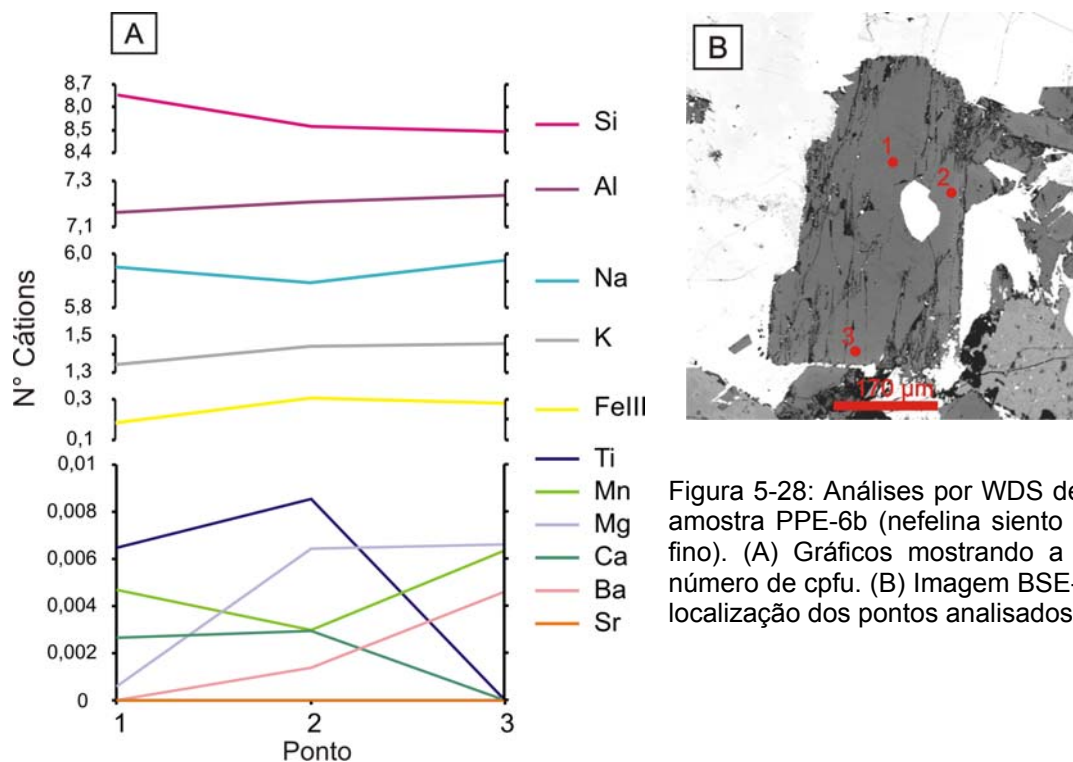 A
8,7
8,0
8,5
8,4
Si
7,3
7,1
Al
6,0
5,8
Na
1,5
1,3
K
0,3
0,1
FeIII
0,01
0,008
0,006
0,004
0,002
0
Ti
Mn
Mg
Ca
Ba
Sr
1 2 3
Ponto
N° Cátions
B
1
2
3
170 µm
Figura 5-28: Análises por WDS de
amostra PPE-6b (nefelina siento
fino). (A) Gráficos mostrando a
número de cpfu. (B) Imagem BSE-
localização dos pontos analisados